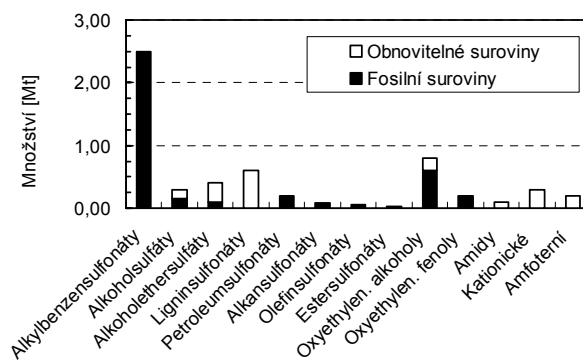 Množství [Mt]
3,00
2,00
1,00
0,00
Obnovitelné suroviny
Fosilní suroviny
Alkylbenzensulfonáty
Alkoholsulfáty
Alkoholethersulfáty
Ligninsulfonáty
Petroleumsulfonáty
Alkansulfonáty
Olefinsulfonáty
Estersulfonáty
Oxyethylen. alkoholy
Oxyethylen. fenoly
Amidy
Kationické
Amfoterní